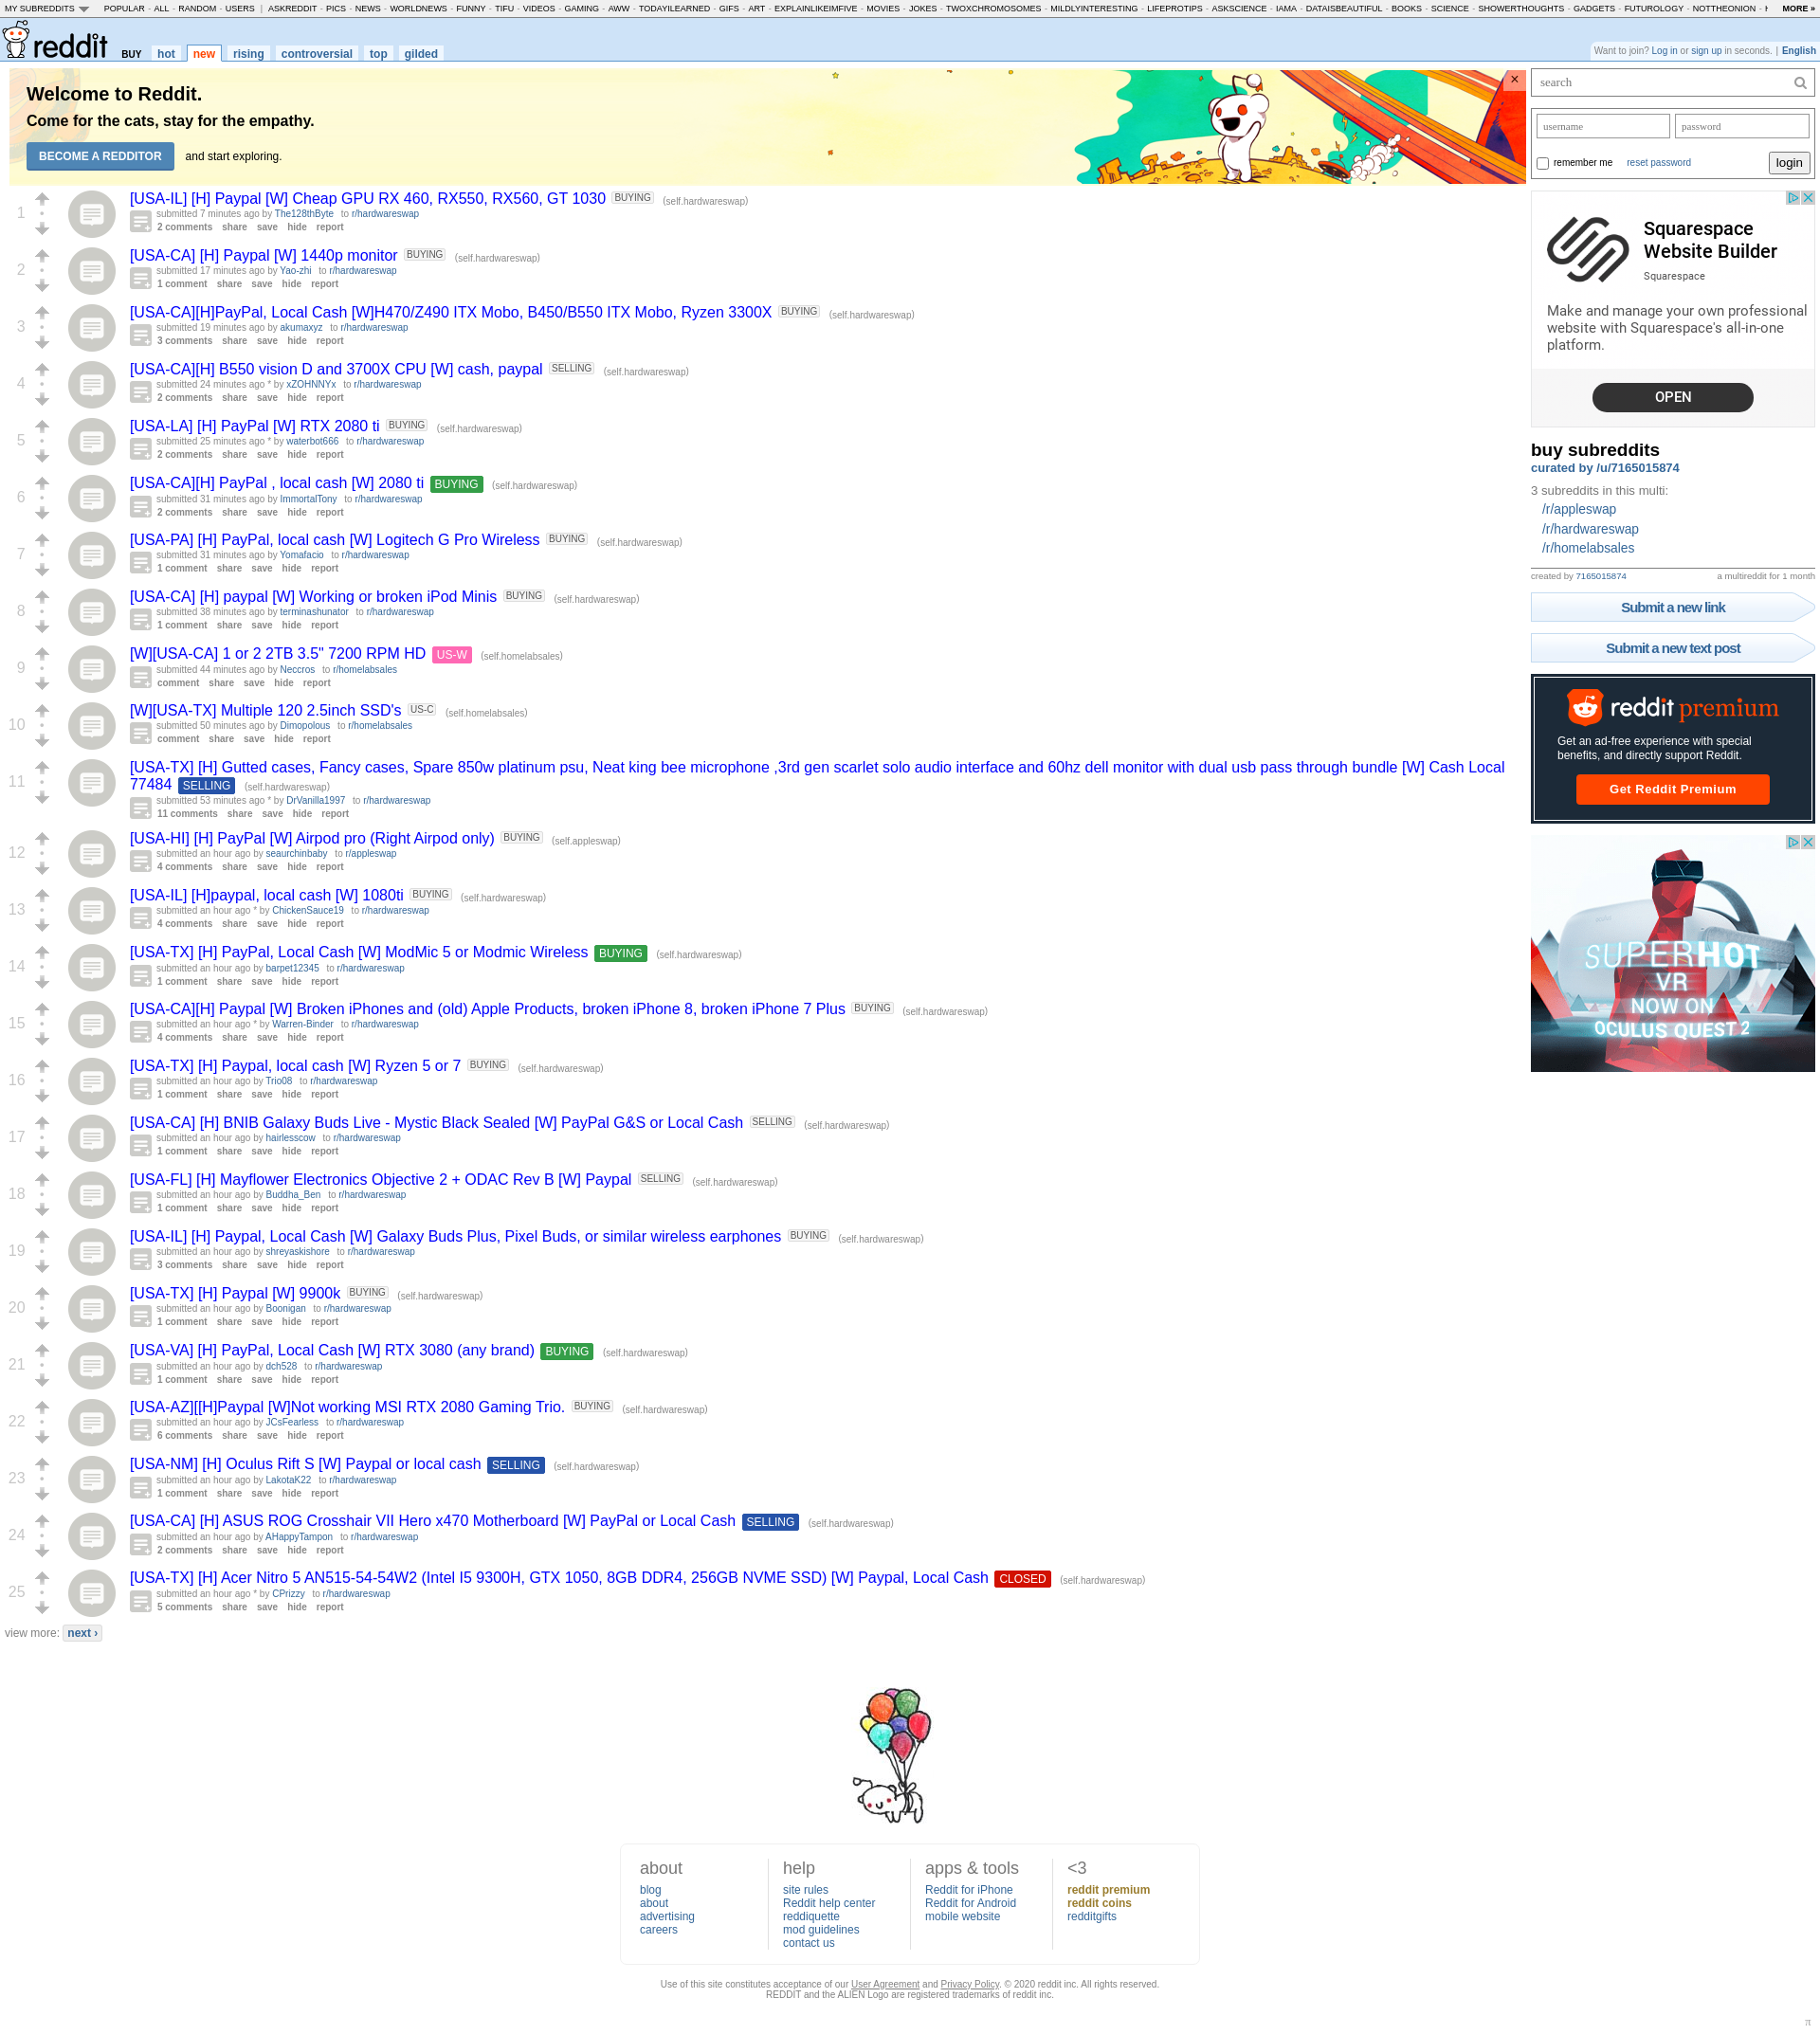 MY SUBREDDITS POPULAR - ALL - RANDOM - USERS | ASKREDDIT - PICS - NEWS - WORLDNEWS - FUNNY - TIFU - VIDEOS - GAMING - AWW - TODAYILEARNED - GIFS - ART - EXPLAINLIKEIMFIVE - MOVIES - JOKES - TWOXCHROMOSOMES - MILDLYINTERESTING - LIFEPROTIPS - ASKSCIENCE - IAMA - DATAISBEAUTIFUL - BOOKS - SCIENCE - SHOWERTHOUGHTS - GADGETS - FUTUROLOGY - NOTTHEONION - MORE »
reddit BUY hot new rising controversial top gilded
Want to join? Log in or sign up in seconds. | English
Welcome to Reddit.
Come for the cats, stay for the empathy.
BECOME A REDDITOR and start exploring.
×
1
[USA-IL] [H] Paypal [W] Cheap GPU RX 460, RX550, RX560, GT 1030 BUYING (self.hardwareswap)
submitted 7 minutes ago by The128thByte to r/hardwareswap
2 comments share save hide report
2
[USA-CA] [H] Paypal [W] 1440p monitor BUYING (self.hardwareswap)
submitted 17 minutes ago by Yao-zhi to r/hardwareswap
1 comment share save hide report
3
[USA-CA][H]PayPal, Local Cash [W]H470/Z490 ITX Mobo, B450/B550 ITX Mobo, Ryzen 3300X BUYING (self.hardwareswap)
submitted 19 minutes ago by akumaxyz to r/hardwareswap
3 comments share save hide report
4
[USA-CA][H] B550 vision D and 3700X CPU [W] cash, paypal SELLING (self.hardwareswap)
submitted 24 minutes ago * by xZOHNNYx to r/hardwareswap
2 comments share save hide report
5
[USA-LA] [H] PayPal [W] RTX 2080 ti BUYING (self.hardwareswap)
submitted 25 minutes ago * by waterbot666 to r/hardwareswap
2 comments share save hide report
6
[USA-CA][H] PayPal , local cash [W] 2080 ti BUYING (self.hardwareswap)
submitted 31 minutes ago by ImmortalTony to r/hardwareswap
2 comments share save hide report
7
[USA-PA] [H] PayPal, local cash [W] Logitech G Pro Wireless BUYING (self.hardwareswap)
submitted 31 minutes ago by Yomafacio to r/hardwareswap
1 comment share save hide report
8
[USA-CA] [H] paypal [W] Working or broken iPod Minis BUYING (self.hardwareswap)
submitted 38 minutes ago by terminashunator to r/hardwareswap
1 comment share save hide report
9
[W][USA-CA] 1 or 2 2TB 3.5" 7200 RPM HD US-W (self.homelabsales)
submitted 44 minutes ago by Neccros to r/homelabsales
comment share save hide report
10
[W][USA-TX] Multiple 120 2.5inch SSD's US-C (self.homelabsales)
submitted 50 minutes ago by Dimopolous to r/homelabsales
comment share save hide report
11
[USA-TX] [H] Gutted cases, Fancy cases, Spare 850w platinum psu, Neat king bee microphone ,3rd gen scarlet solo audio interface and 60hz dell monitor with dual usb pass through bundle [W] Cash Local
77484 SELLING (self.hardwareswap)
submitted 53 minutes ago * by DrVanilla1997 to r/hardwareswap
11 comments share save hide report
12
[USA-HI] [H] PayPal [W] Airpod pro (Right Airpod only) BUYING (self.appleswap)
submitted an hour ago by seaurchinbaby to r/appleswap
4 comments share save hide report
13
[USA-IL] [H]paypal, local cash [W] 1080ti BUYING (self.hardwareswap)
submitted an hour ago * by ChickenSauce19 to r/hardwareswap
4 comments share save hide report
14
[USA-TX] [H] PayPal, Local Cash [W] ModMic 5 or Modmic Wireless BUYING (self.hardwareswap)
submitted an hour ago by barpet12345 to r/hardwareswap
1 comment share save hide report
15
[USA-CA][H] Paypal [W] Broken iPhones and (old) Apple Products, broken iPhone 8, broken iPhone 7 Plus BUYING (self.hardwareswap)
submitted an hour ago * by Warren-Binder to r/hardwareswap
4 comments share save hide report
16
[USA-TX] [H] Paypal, local cash [W] Ryzen 5 or 7 BUYING (self.hardwareswap)
submitted an hour ago by Trio08 to r/hardwareswap
1 comment share save hide report
17
[USA-CA] [H] BNIB Galaxy Buds Live - Mystic Black Sealed [W] PayPal G&S or Local Cash SELLING (self.hardwareswap)
submitted an hour ago by hairlesscow to r/hardwareswap
1 comment share save hide report
18
[USA-FL] [H] Mayflower Electronics Objective 2 + ODAC Rev B [W] Paypal SELLING (self.hardwareswap)
submitted an hour ago by Buddha_Ben to r/hardwareswap
1 comment share save hide report
19
[USA-IL] [H] Paypal, Local Cash [W] Galaxy Buds Plus, Pixel Buds, or similar wireless earphones BUYING (self.hardwareswap)
submitted an hour ago by shreyaskishore to r/hardwareswap
3 comments share save hide report
20
[USA-TX] [H] Paypal [W] 9900k BUYING (self.hardwareswap)
submitted an hour ago by Boonigan to r/hardwareswap
1 comment share save hide report
21
[USA-VA] [H] PayPal, Local Cash [W] RTX 3080 (any brand) BUYING (self.hardwareswap)
submitted an hour ago by dch528 to r/hardwareswap
1 comment share save hide report
22
[USA-AZ][[H]Paypal [W]Not working MSI RTX 2080 Gaming Trio. BUYING (self.hardwareswap)
submitted an hour ago by JCsFearless to r/hardwareswap
6 comments share save hide report
23
[USA-NM] [H] Oculus Rift S [W] Paypal or local cash SELLING (self.hardwareswap)
submitted an hour ago by LakotaK22 to r/hardwareswap
1 comment share save hide report
24
[USA-CA] [H] ASUS ROG Crosshair VII Hero x470 Motherboard [W] PayPal or Local Cash SELLING (self.hardwareswap)
submitted an hour ago by AHappyTampon to r/hardwareswap
2 comments share save hide report
25
[USA-TX] [H] Acer Nitro 5 AN515-54-54W2 (Intel I5 9300H, GTX 1050, 8GB DDR4, 256GB NVME SSD) [W] Paypal, Local Cash CLOSED (self.hardwareswap)
submitted an hour ago * by CPrizzy to r/hardwareswap
5 comments share save hide report
view more: next ›
search
username password
remember me reset password login
Squarespace
Website Builder
Squarespace
Make and manage your own professional
website with Squarespace's all-in-one
platform.
OPEN
buy subreddits
curated by /u/7165015874
3 subreddits in this multi:
/r/appleswap
/r/hardwareswap
/r/homelabsales
created by 7165015874 a multireddit for 1 month
Submit a new link
Submit a new text post
reddit premium
Get an ad-free experience with special
benefits, and directly support Reddit.
Get Reddit Premium
SUPERHOT
VR
NOW ON
OCULUS QUEST 2
about
blog
about
advertising
careers
help
site rules
Reddit help center
reddiquette
mod guidelines
contact us
apps & tools
Reddit for iPhone
Reddit for Android
mobile website
<3
reddit premium
reddit coins
redditgifts
Use of this site constitutes acceptance of our User Agreement and Privacy Policy. © 2020 reddit inc. All rights reserved.
REDDIT and the ALIEN Logo are registered trademarks of reddit inc.
π